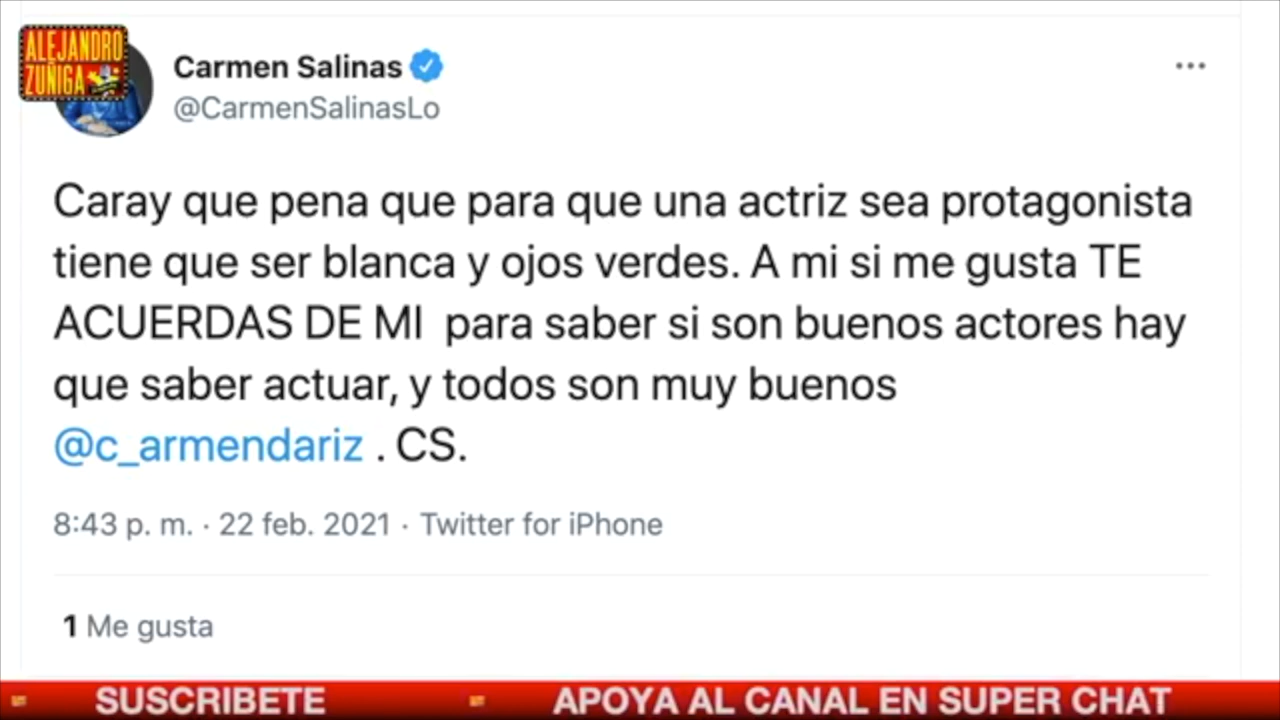 ALEJANDRO
ZUÑIGA
Carmen Salinas
@CarmenSalinasLo
Caray que pena que para que una actriz sea protagonista
tiene que ser blanca y ojos verdes. A mi si me gusta TE
ACUERDAS DE MI  para saber si son buenos actores hay
que saber actuar, y todos son muy buenos
@c_armendariz . CS.
8:43 p. m. · 22 feb. 2021 · Twitter for iPhone
1 Me gusta
SUSCRIBETE APOYA AL CANAL EN SUPER CHAT